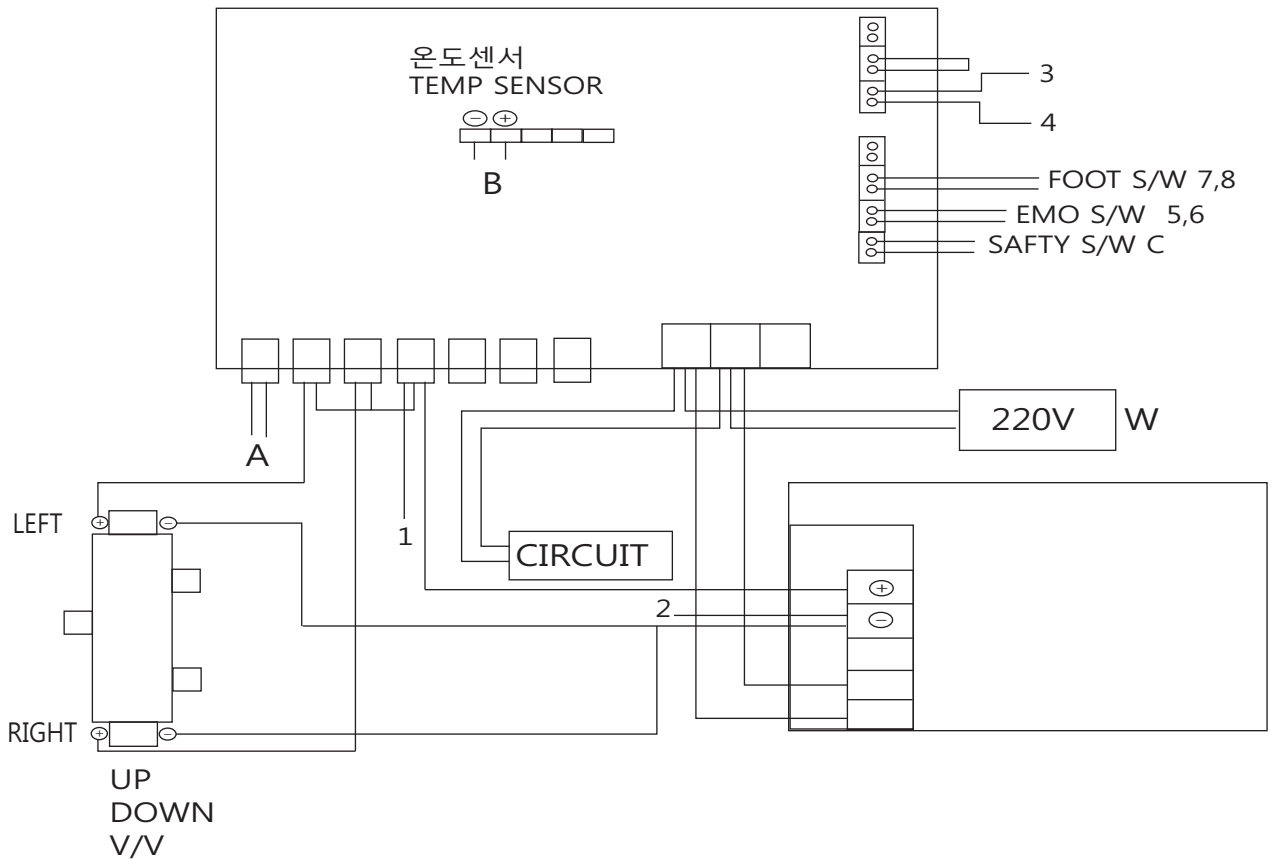 온도센서
TEMP SENSOR
⊖ ⊕
B
3
4
FOOT S/W 7,8
EMO S/W 5,6
SAFTY S/W C
A
220V
W
1
CIRCUIT
LEFT
⊕ ⊖
2
⊕
⊖
RIGHT
⊕ ⊖
UP
DOWN
V/V